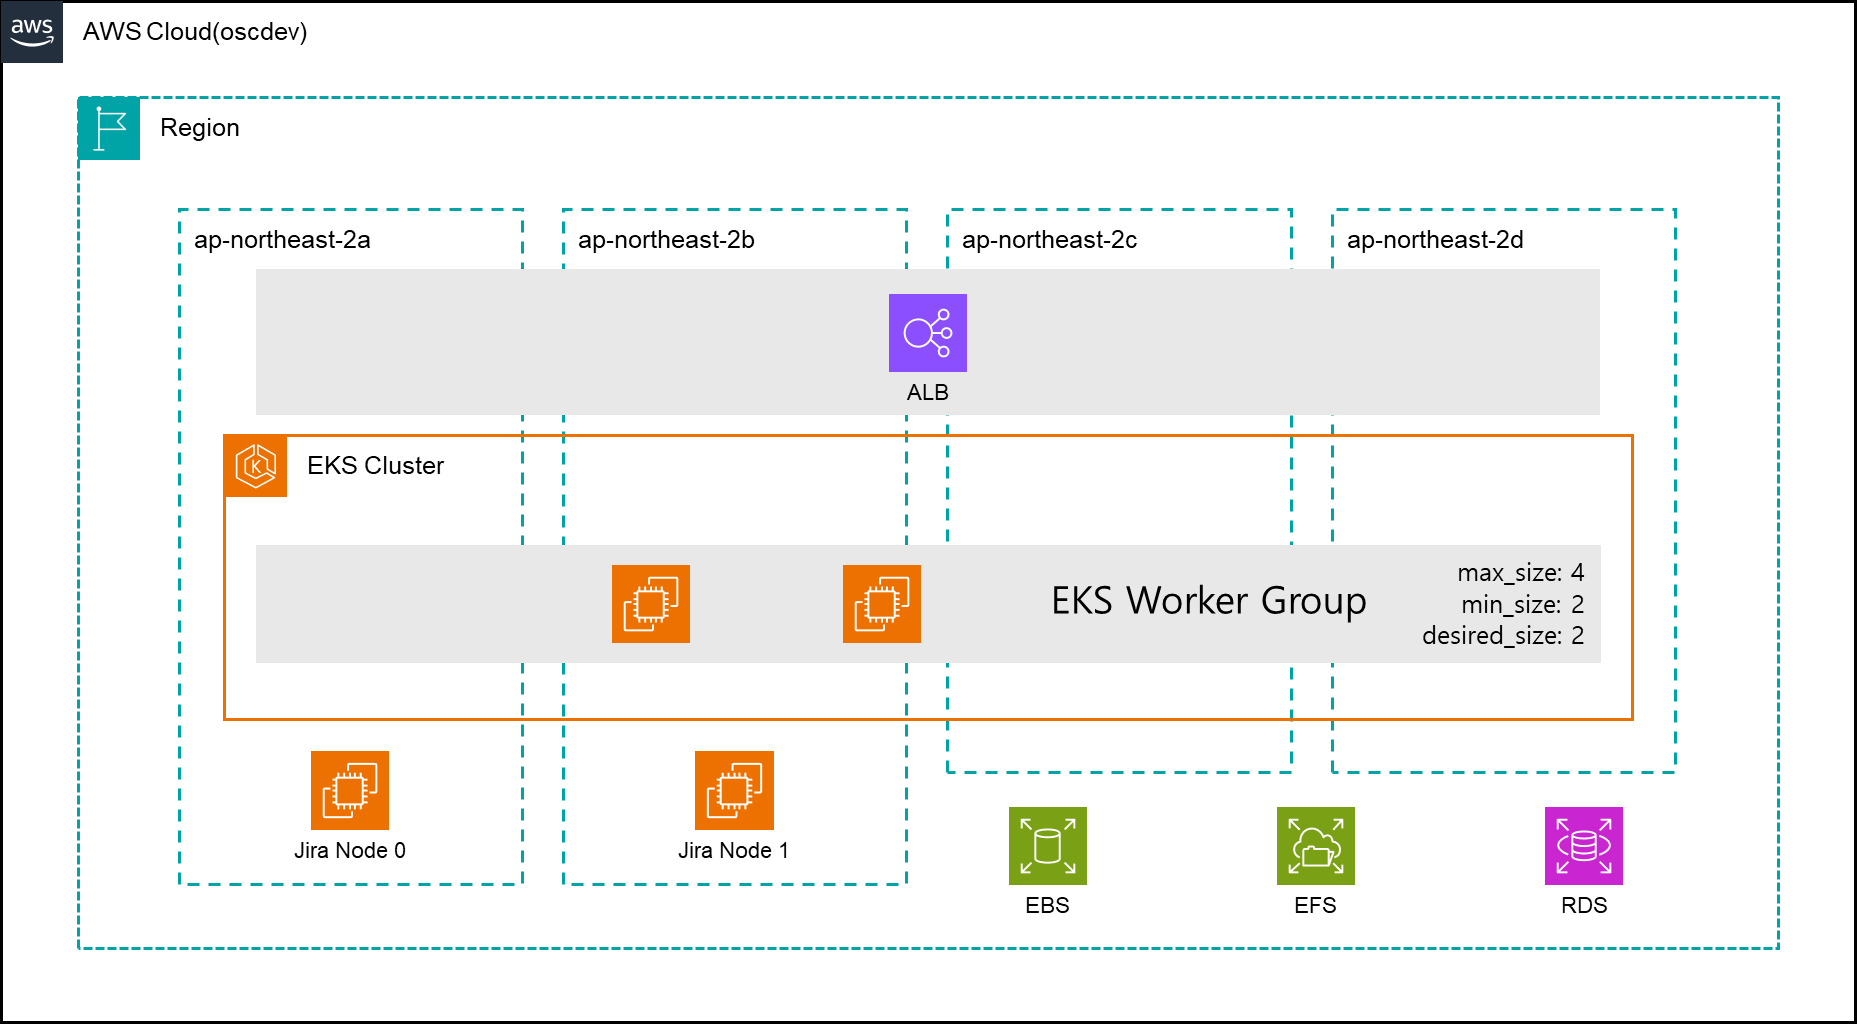 aws
AWS Cloud(oscdev)
Region
ap-northeast-2a
ap-northeast-2b
ap-northeast-2c
ap-northeast-2d
ALB
K
EKS Cluster
EKS Worker Group
max_size: 4
min_size: 2
desired_size: 2
Jira Node 0
Jira Node 1
EBS
EFS
RDS